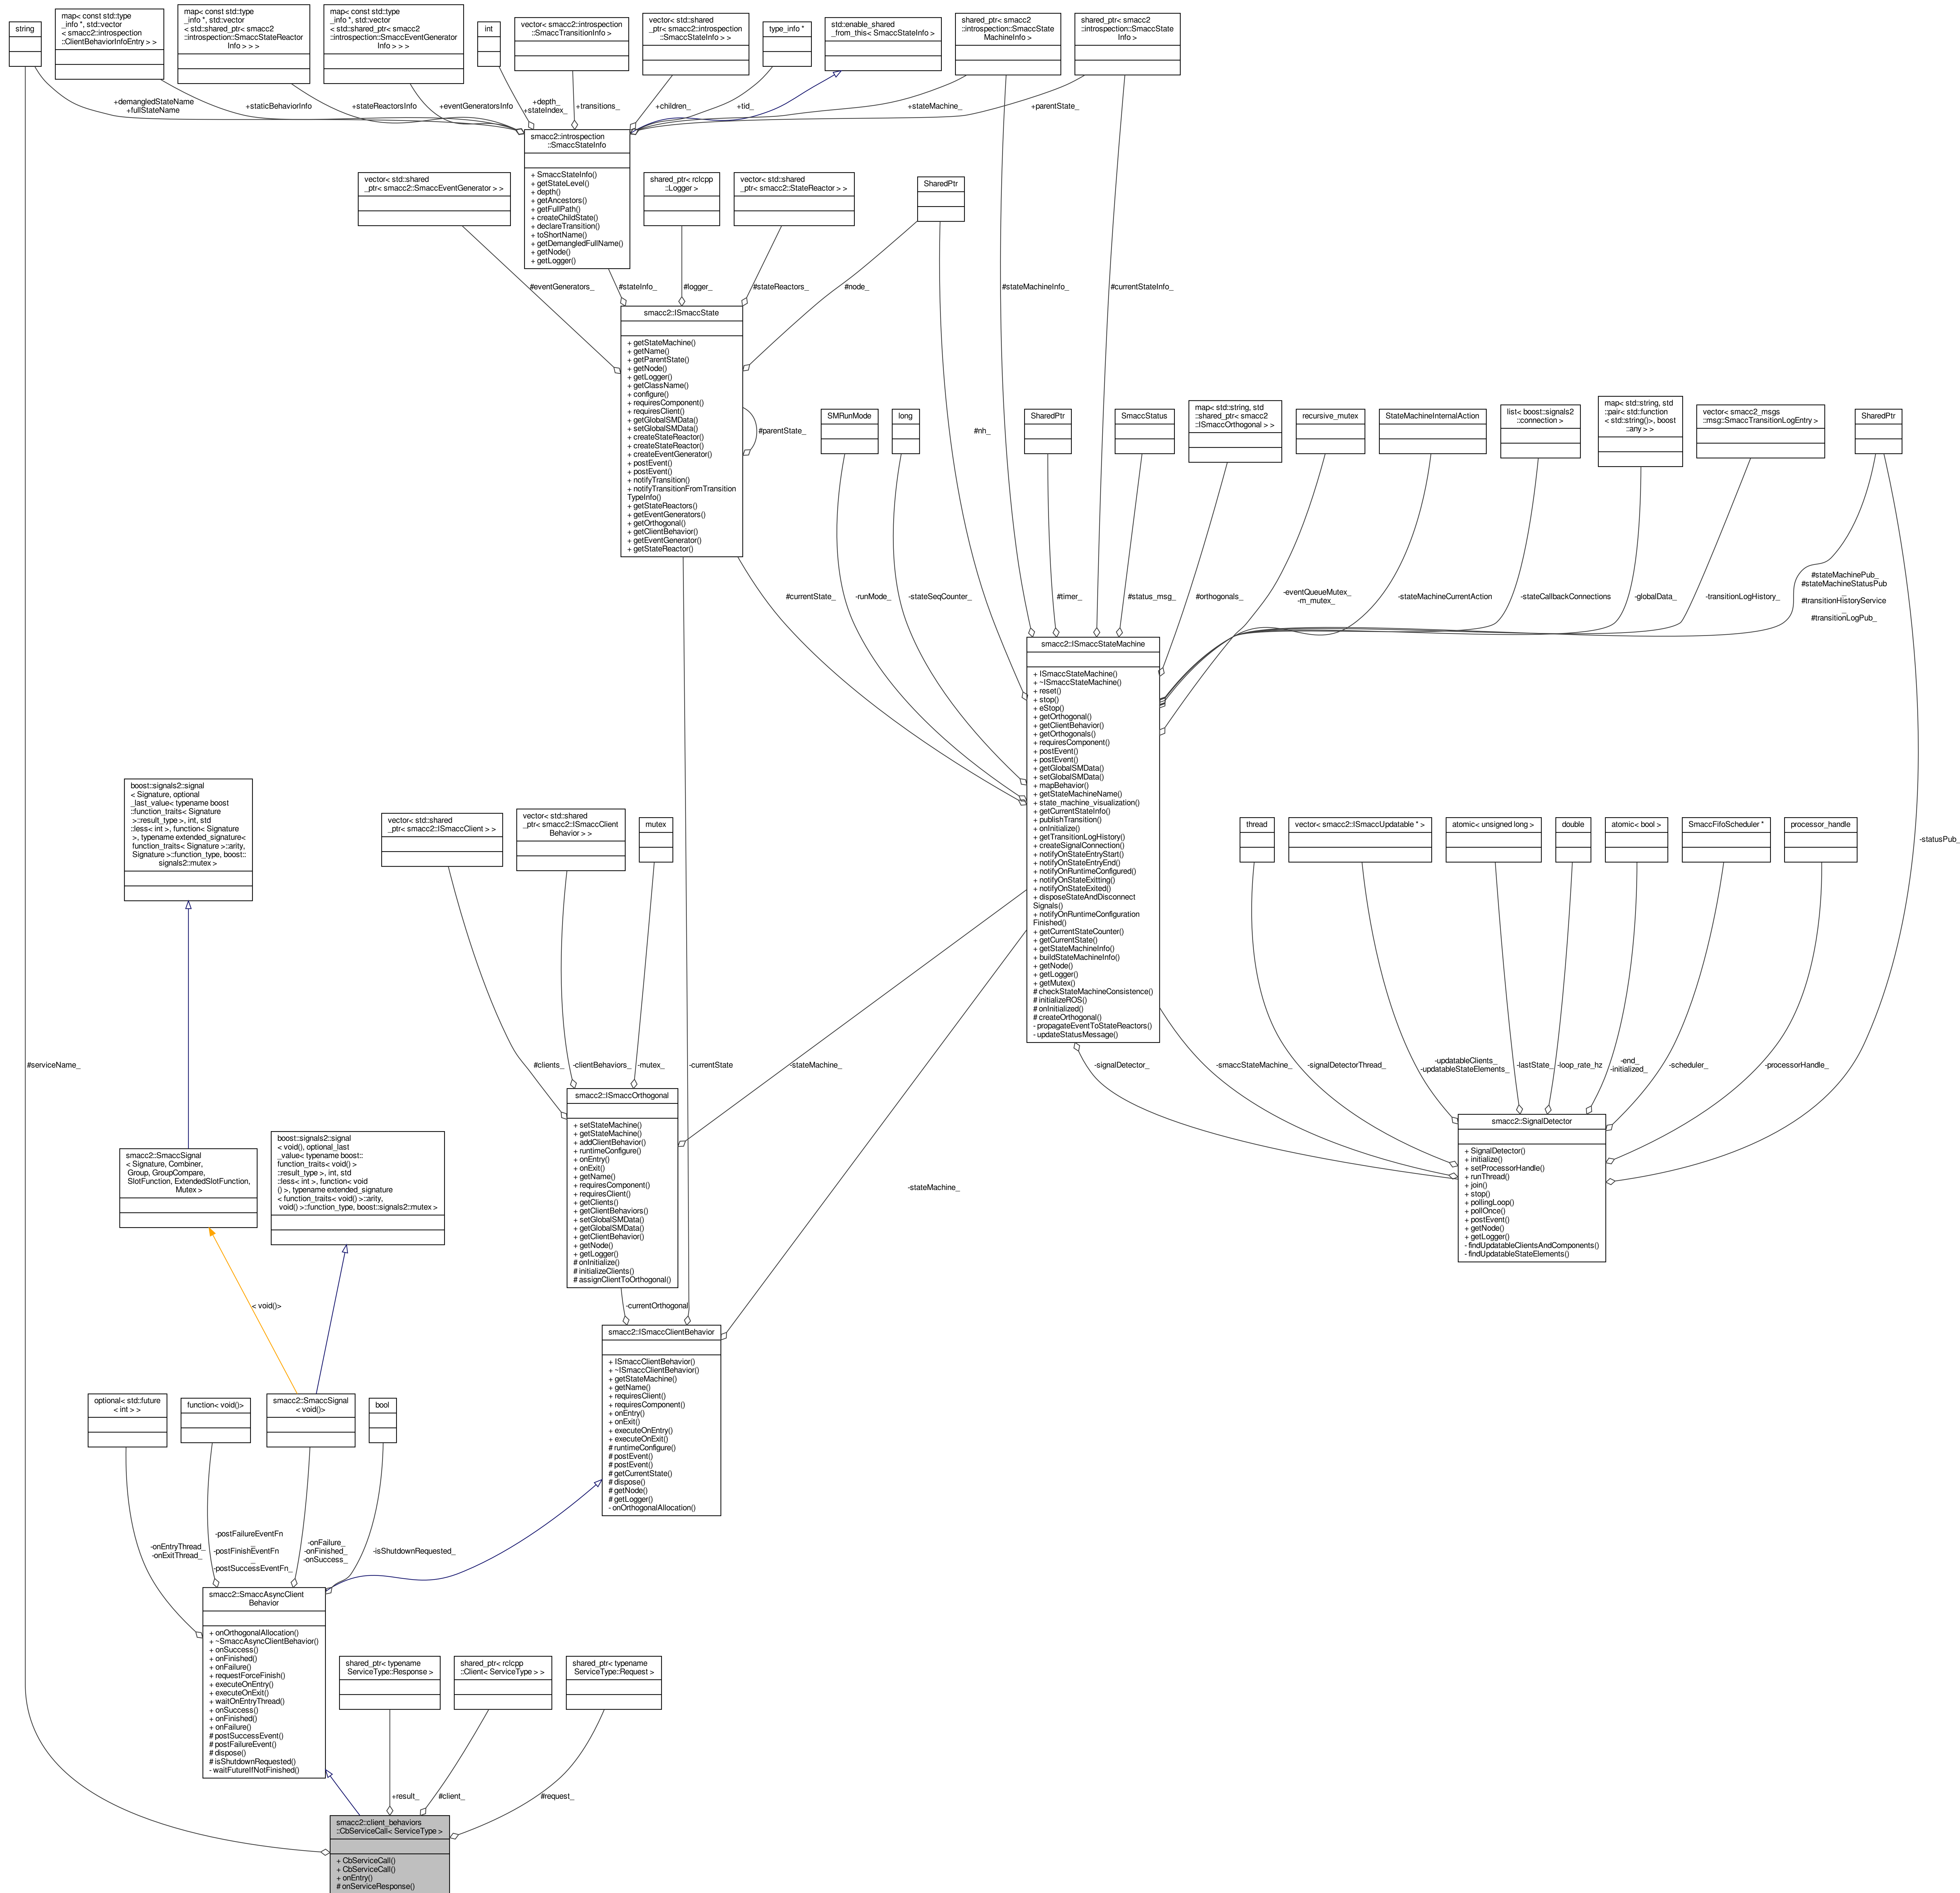 string
map< const std::type
_info *, std::vector
< smacc2::introspection
::ClientBehaviorInfoEntry > >
map< const std::type
_info *, std::vector
< std::shared_ptr< smacc2
::introspection::SmaccStateReactor
Info > > >
map< const std::type
_info *, std::vector
< std::shared_ptr< smacc2
::introspection::SmaccEventGenerator
Info > > >
int
vector< smacc2::introspection
::SmaccTransitionInfo >
vector< std::shared
_ptr< smacc2::introspection
::SmaccStateInfo > >
type_info *
std::enable_shared
_from_this< SmaccStateInfo >
shared_ptr< smacc2
::introspection::SmaccState
MachineInfo >
shared_ptr< smacc2
::introspection::SmaccState
Info >
+demangledStateName
+fullStateName
+staticBehaviorInfo
+stateReactorsInfo
+eventGeneratorsInfo
+depth_
+stateIndex_
+transitions_
+children_
+tid_
+stateMachine_
+parentState_
smacc2::introspection
::SmaccStateInfo
+ SmaccStateInfo()
+ getStateLevel()
+ depth()
+ getAncestors()
+ getFullPath()
+ createChildState()
+ declareTransition()
+ toShortName()
+ getDemangledFullName()
+ getNode()
+ getLogger()
vector< std::shared
_ptr< smacc2::SmaccEventGenerator > >
shared_ptr< rclcpp
::Logger >
vector< std::shared
_ptr< smacc2::StateReactor > >
SharedPtr
#eventGenerators_
#stateInfo_
#logger_
#stateReactors_
#node_
#stateMachineInfo_
#currentStateInfo_
smacc2::ISmaccState
+ getStateMachine()
+ getName()
+ getParentState()
+ getNode()
+ getLogger()
+ getClassName()
+ configure()
+ requiresComponent()
+ requiresClient()
+ getGlobalSMData()
+ setGlobalSMData()
+ createStateReactor()
+ createStateReactor()
+ createEventGenerator()
+ postEvent()
+ postEvent()
+ notifyTransition()
+ notifyTransitionFromTransition
TypeInfo()
+ getStateReactors()
+ getEventGenerators()
+ getOrthogonal()
+ getClientBehavior()
+ getEventGenerator()
+ getStateReactor()
#parentState_
SMRunMode
long
#nh_
SharedPtr
SmaccStatus
map< std::string, std
::shared_ptr< smacc2
::ISmaccOrthogonal > >
recursive_mutex
StateMachineInternalAction
list< boost::signals2
::connection >
map< std::string, std
::pair< std::function
< std::string()>, boost
::any > >
vector< smacc2_msgs
::msg::SmaccTransitionLogEntry >
SharedPtr
#currentState_
-runMode_
-stateSeqCounter_
#timer_
#status_msg_
#orthogonals_
-eventQueueMutex_
-m_mutex_
-stateMachineCurrentAction
-stateCallbackConnections
-globalData_
-transitionLogHistory_
#stateMachinePub_
#stateMachineStatusPub
_
#transitionHistoryService
_
#transitionLogPub_
smacc2::ISmaccStateMachine
+ ISmaccStateMachine()
+ ~ISmaccStateMachine()
+ reset()
+ stop()
+ eStop()
+ getOrthogonal()
+ getClientBehavior()
+ getOrthogonals()
+ requiresComponent()
+ postEvent()
+ postEvent()
+ getGlobalSMData()
+ setGlobalSMData()
+ mapBehavior()
+ getStateMachineName()
+ state_machine_visualization()
+ getCurrentStateInfo()
+ publishTransition()
+ onInitialize()
+ getTransitionLogHistory()
+ createSignalConnection()
+ notifyOnStateEntryStart()
+ notifyOnStateEntryEnd()
+ notifyOnRuntimeConfigured()
+ notifyOnStateExitting()
+ notifyOnStateExited()
+ disposeStateAndDisconnect
Signals()
+ notifyOnRuntimeConfiguration
Finished()
+ getCurrentStateCounter()
+ getCurrentState()
+ getStateMachineInfo()
+ buildStateMachineInfo()
+ getNode()
+ getLogger()
+ getMutex()
# checkStateMachineConsistence()
# initializeROS()
# onInitialized()
# createOrthogonal()
- propagateEventToStateReactors()
- updateStatusMessage()
boost::signals2::signal
< Signature, optional
_last_value< typename boost
::function_traits< Signature
>::result_type >, int, std
::less< int >, function< Signature
>, typename extended_signature<
function_traits< Signature >::arity,
Signature >::function_type, boost::
signals2::mutex >
vector< std::shared
_ptr< smacc2::ISmaccClient > >
vector< std::shared
_ptr< smacc2::ISmaccClient
Behavior > >
mutex
thread
vector< smacc2::ISmaccUpdatable * >
atomic< unsigned long >
double
atomic< bool >
SmaccFifoScheduler *
processor_handle
-statusPub_
#serviceName_
#clients_
-clientBehaviors_
-mutex_
-currentState
-stateMachine_
-signalDetector_
-smaccStateMachine_
-signalDetectorThread_
-updatableClients_
-updatableStateElements_
-lastState_
-loop_rate_hz
-end_
-initialized_
-scheduler_
-processorHandle_
smacc2::ISmaccOrthogonal
+ setStateMachine()
+ getStateMachine()
+ addClientBehavior()
+ runtimeConfigure()
+ onEntry()
+ onExit()
+ getName()
+ requiresComponent()
+ requiresClient()
+ getClients()
+ getClientBehaviors()
+ setGlobalSMData()
+ getGlobalSMData()
+ getClientBehavior()
+ getNode()
+ getLogger()
# onInitialize()
# initializeClients()
# assignClientToOrthogonal()
smacc2::SignalDetector
+ SignalDetector()
+ initialize()
+ setProcessorHandle()
+ runThread()
+ join()
+ stop()
+ pollingLoop()
+ pollOnce()
+ postEvent()
+ getNode()
+ getLogger()
- findUpdatableClientsAndComponents()
- findUpdatableStateElements()
smacc2::SmaccSignal
< Signature, Combiner,
Group, GroupCompare,
SlotFunction, ExtendedSlotFunction,
Mutex >
boost::signals2::signal
< void(), optional_last
_value< typename boost::
function_traits< void()
>::result_type >, int, std
::less< int >, function< void
() >, typename extended_signature
< function_traits< void() >::arity,
void() >::function_type, boost::signals2::mutex >
-stateMachine_
< void()>
-currentOrthogonal
smacc2::ISmaccClientBehavior
+ ISmaccClientBehavior()
+ ~ISmaccClientBehavior()
+ getStateMachine()
+ getName()
+ requiresClient()
+ requiresComponent()
+ onEntry()
+ onExit()
+ executeOnEntry()
+ executeOnExit()
# runtimeConfigure()
# postEvent()
# postEvent()
# getCurrentState()
# dispose()
# getNode()
# getLogger()
- onOrthogonalAllocation()
optional< std::future
< int > >
function< void()>
smacc2::SmaccSignal
< void()>
bool
-onEntryThread_
-onExitThread_
-postFailureEventFn
_
-postFinishEventFn
_
-postSuccessEventFn_
-onFailure_
-onFinished_
-onSuccess_
-isShutdownRequested_
smacc2::SmaccAsyncClient
Behavior
+ onOrthogonalAllocation()
+ ~SmaccAsyncClientBehavior()
+ onSuccess()
+ onFinished()
+ onFailure()
+ requestForceFinish()
+ executeOnEntry()
+ executeOnExit()
+ waitOnEntryThread()
+ onSuccess()
+ onFinished()
+ onFailure()
# postSuccessEvent()
# postFailureEvent()
# dispose()
# isShutdownRequested()
- waitFutureIfNotFinished()
shared_ptr< typename
ServiceType::Response >
shared_ptr< rclcpp
::Client< ServiceType > >
shared_ptr< typename
ServiceType::Request >
+result_
#client_
#request_
smacc2::client_behaviors
::CbServiceCall< ServiceType >
+ CbServiceCall()
+ CbServiceCall()
+ onEntry()
# onServiceResponse()